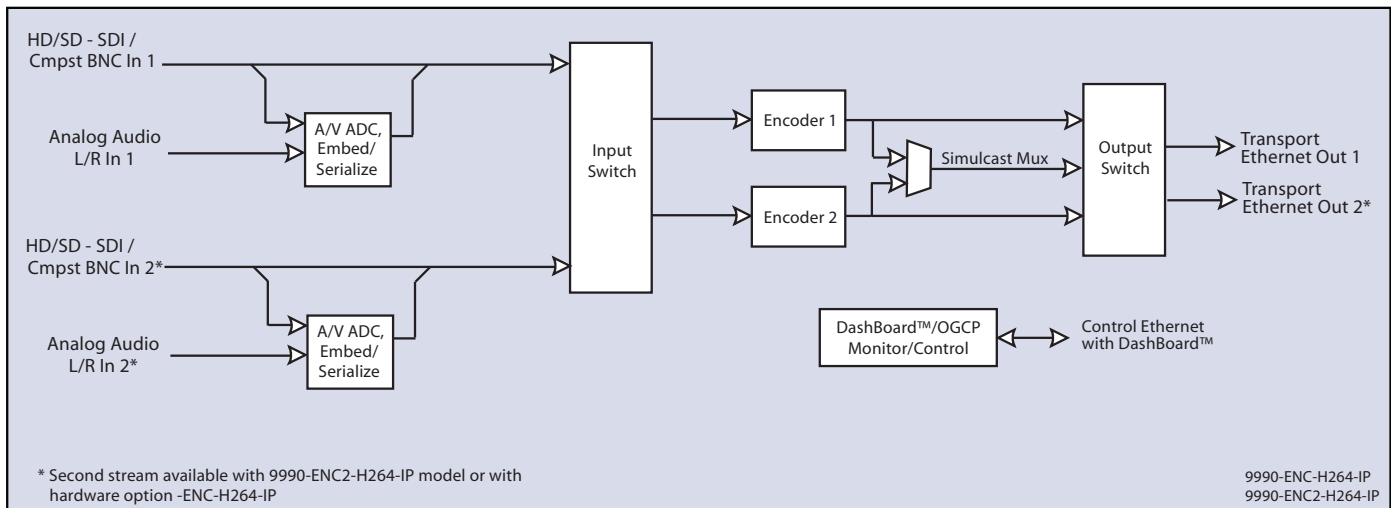 HD/SD - SDI /
Cmpst BNC In 1
Analog Audio
L/R In 1
A/V ADC,
Embed/
Serialize
HD/SD - SDI /
Cmpst BNC In 2*
Analog Audio
L/R In 2*
A/V ADC,
Embed/
Serialize
Input
Switch
Encoder 1
Encoder 2
Simulcast Mux
Output
Switch
Transport
Ethernet Out 1
Transport
Ethernet Out 2*
DashBoard™/OGCP
Monitor/Control
Control Ethernet
with DashBoard™
* Second stream available with 9990-ENC2-H264-IP model or with
hardware option -ENC-H264-IP
9990-ENC-H264-IP
9990-ENC2-H264-IP